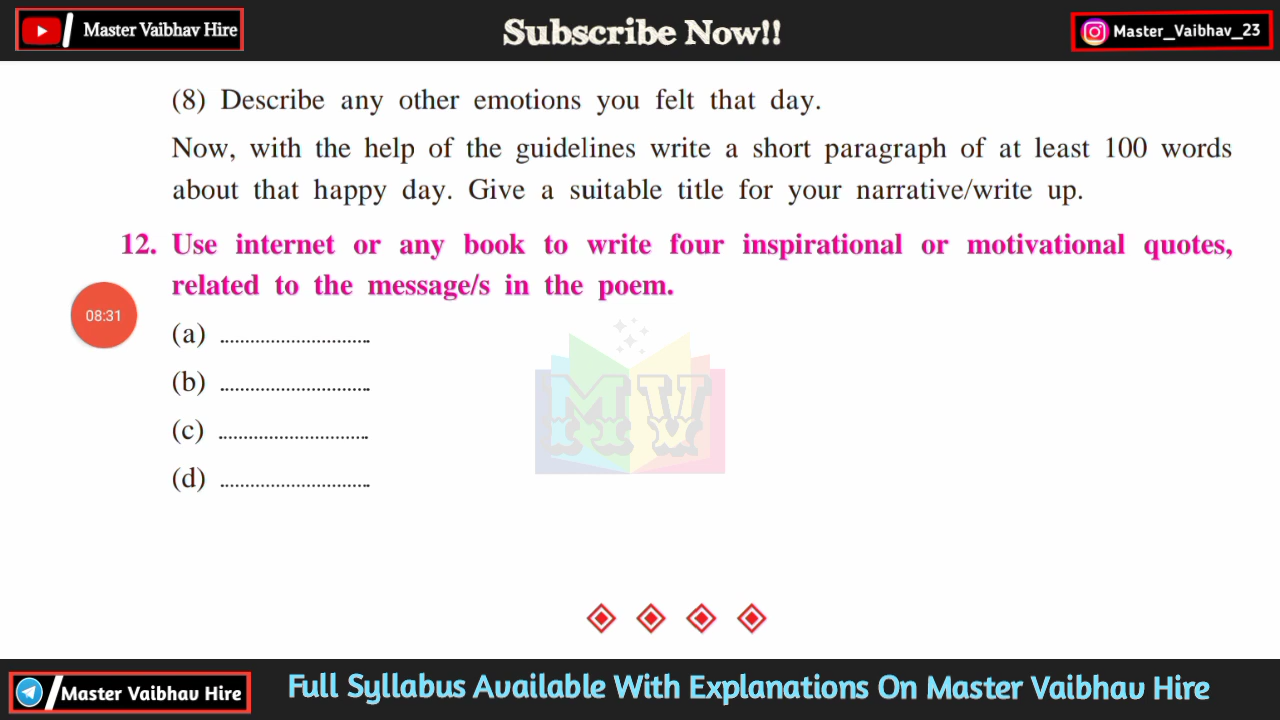 Master Vaibhav Hire
Subscribe Now!!
Master_Vaibhav_23
(8) Describe any other emotions you felt that day.
Now, with the help of the guidelines write a short paragraph of at least 100 words
about that happy day. Give a suitable title for your narrative/write up.
12. Use internet or any book to write four inspirational or motivational quotes,
related to the message/s in the poem.
08:31
(a) ..............................
(b) ..............................
(c) ..............................
(d) ..............................
MV
Master Vaibhav Hire
Full Syllabus Available With Explanations On Master Vaibhav Hire